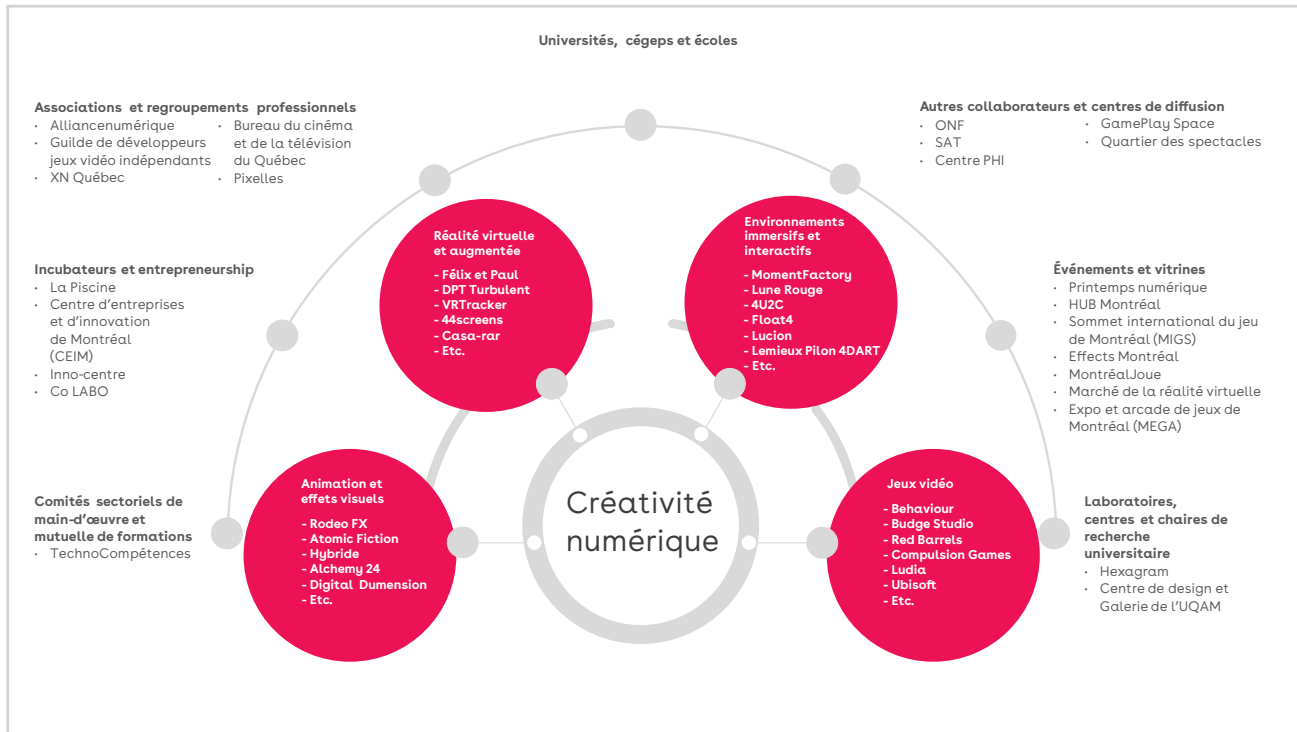 Universités, cégeps et écoles
Associations et regroupements professionnels
· Alliancenumérique
· Guilde de développeurs
jeux vidéo indépendants
· XN Québec
· Bureau du cinéma
et de la télévision
du Québec
· Pixelles
Autres collaborateurs et centres de diffusion
· ONF
· SAT
· Centre PHI
· GamePlay Space
· Quartier des spectacles
Incubateurs et entrepreneurship
· La Piscine
· Centre d'entreprises
et d'innovation
de Montréal
(CEIM)
· Inno-centre
· Co LABO
Réalité virtuelle
et augmentée
- Félix et Paul
- DPT Turbulent
- VRTracker
- 44screens
- Casa-rar
- Etc.
Environnements
immersifs et
interactifs
- MomentFactory
- Lune Rouge
- 4U2C
- Float4
- Lucion
- Lemieux Pilon 4DART
- Etc.
Événements et vitrines
· Printemps numérique
· HUB Montréal
· Sommet international du jeu
de Montréal (MIGS)
· Effects Montréal
· MontréalJoue
· Marché de la réalité virtuelle
· Expo et arcade de jeux de
Montréal (MEGA)
Comités sectoriels de
main-d'œuvre et
mutuelle de formations
· TechnoCompétences
Animation et
effets visuels
- Rodeo FX
- Atomic Fiction
- Hybride
- Alchemy 24
- Digital Dumension
- Etc.
Créativité
numérique
Jeux vidéo
- Behaviour
- Budge Studio
- Red Barrels
- Compulsion Games
- Ludia
- Ubisoft
- Etc.
Laboratoires,
centres et chaires de
recherche
universitaire
· Hexagram
· Centre de design et
Galerie de l'UQAM